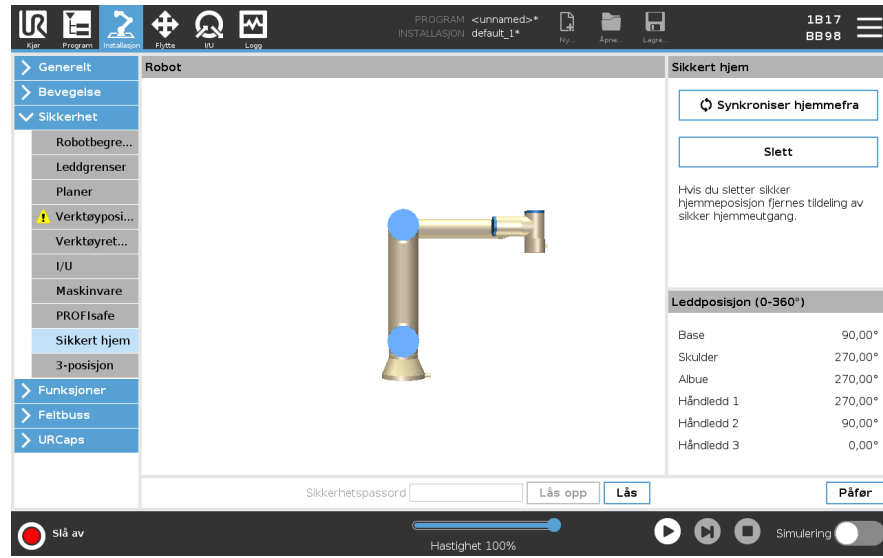 UR
PROGRAM <unnamed>*
INSTALLASJON default_1*
Kjør
Program
Installasjon
Flytte
I/U
Logg
Ny...
Åpne...
Lagre...
1B17
BB98
Generelt
Bevegelse
Sikkerhet
Robotbegre...
Leddgrenser
Planer
Verktøyposi...
Verktøyret...
I/U
Maskinvare
PROFIsafe
Sikkert hjem
3-posisjon
Funksjoner
Feltbuss
URCaps
Robot
Sikkert hjem
Synkroniser hjemmefra
Slett
Hvis du sletter sikker
hjemmeposisjon fjernes tildeling av
sikker hjemmeutgang.
Leddposisjon (0-360°)
Base 90,00°
Skulder 270,00°
Albue 270,00°
Håndledd 1 270,00°
Håndledd 2 90,00°
Håndledd 3 0,00°
Sikkerhetspassord
Lås opp
Lås
Påfør
Slå av
Hastighet 100%
Simulering